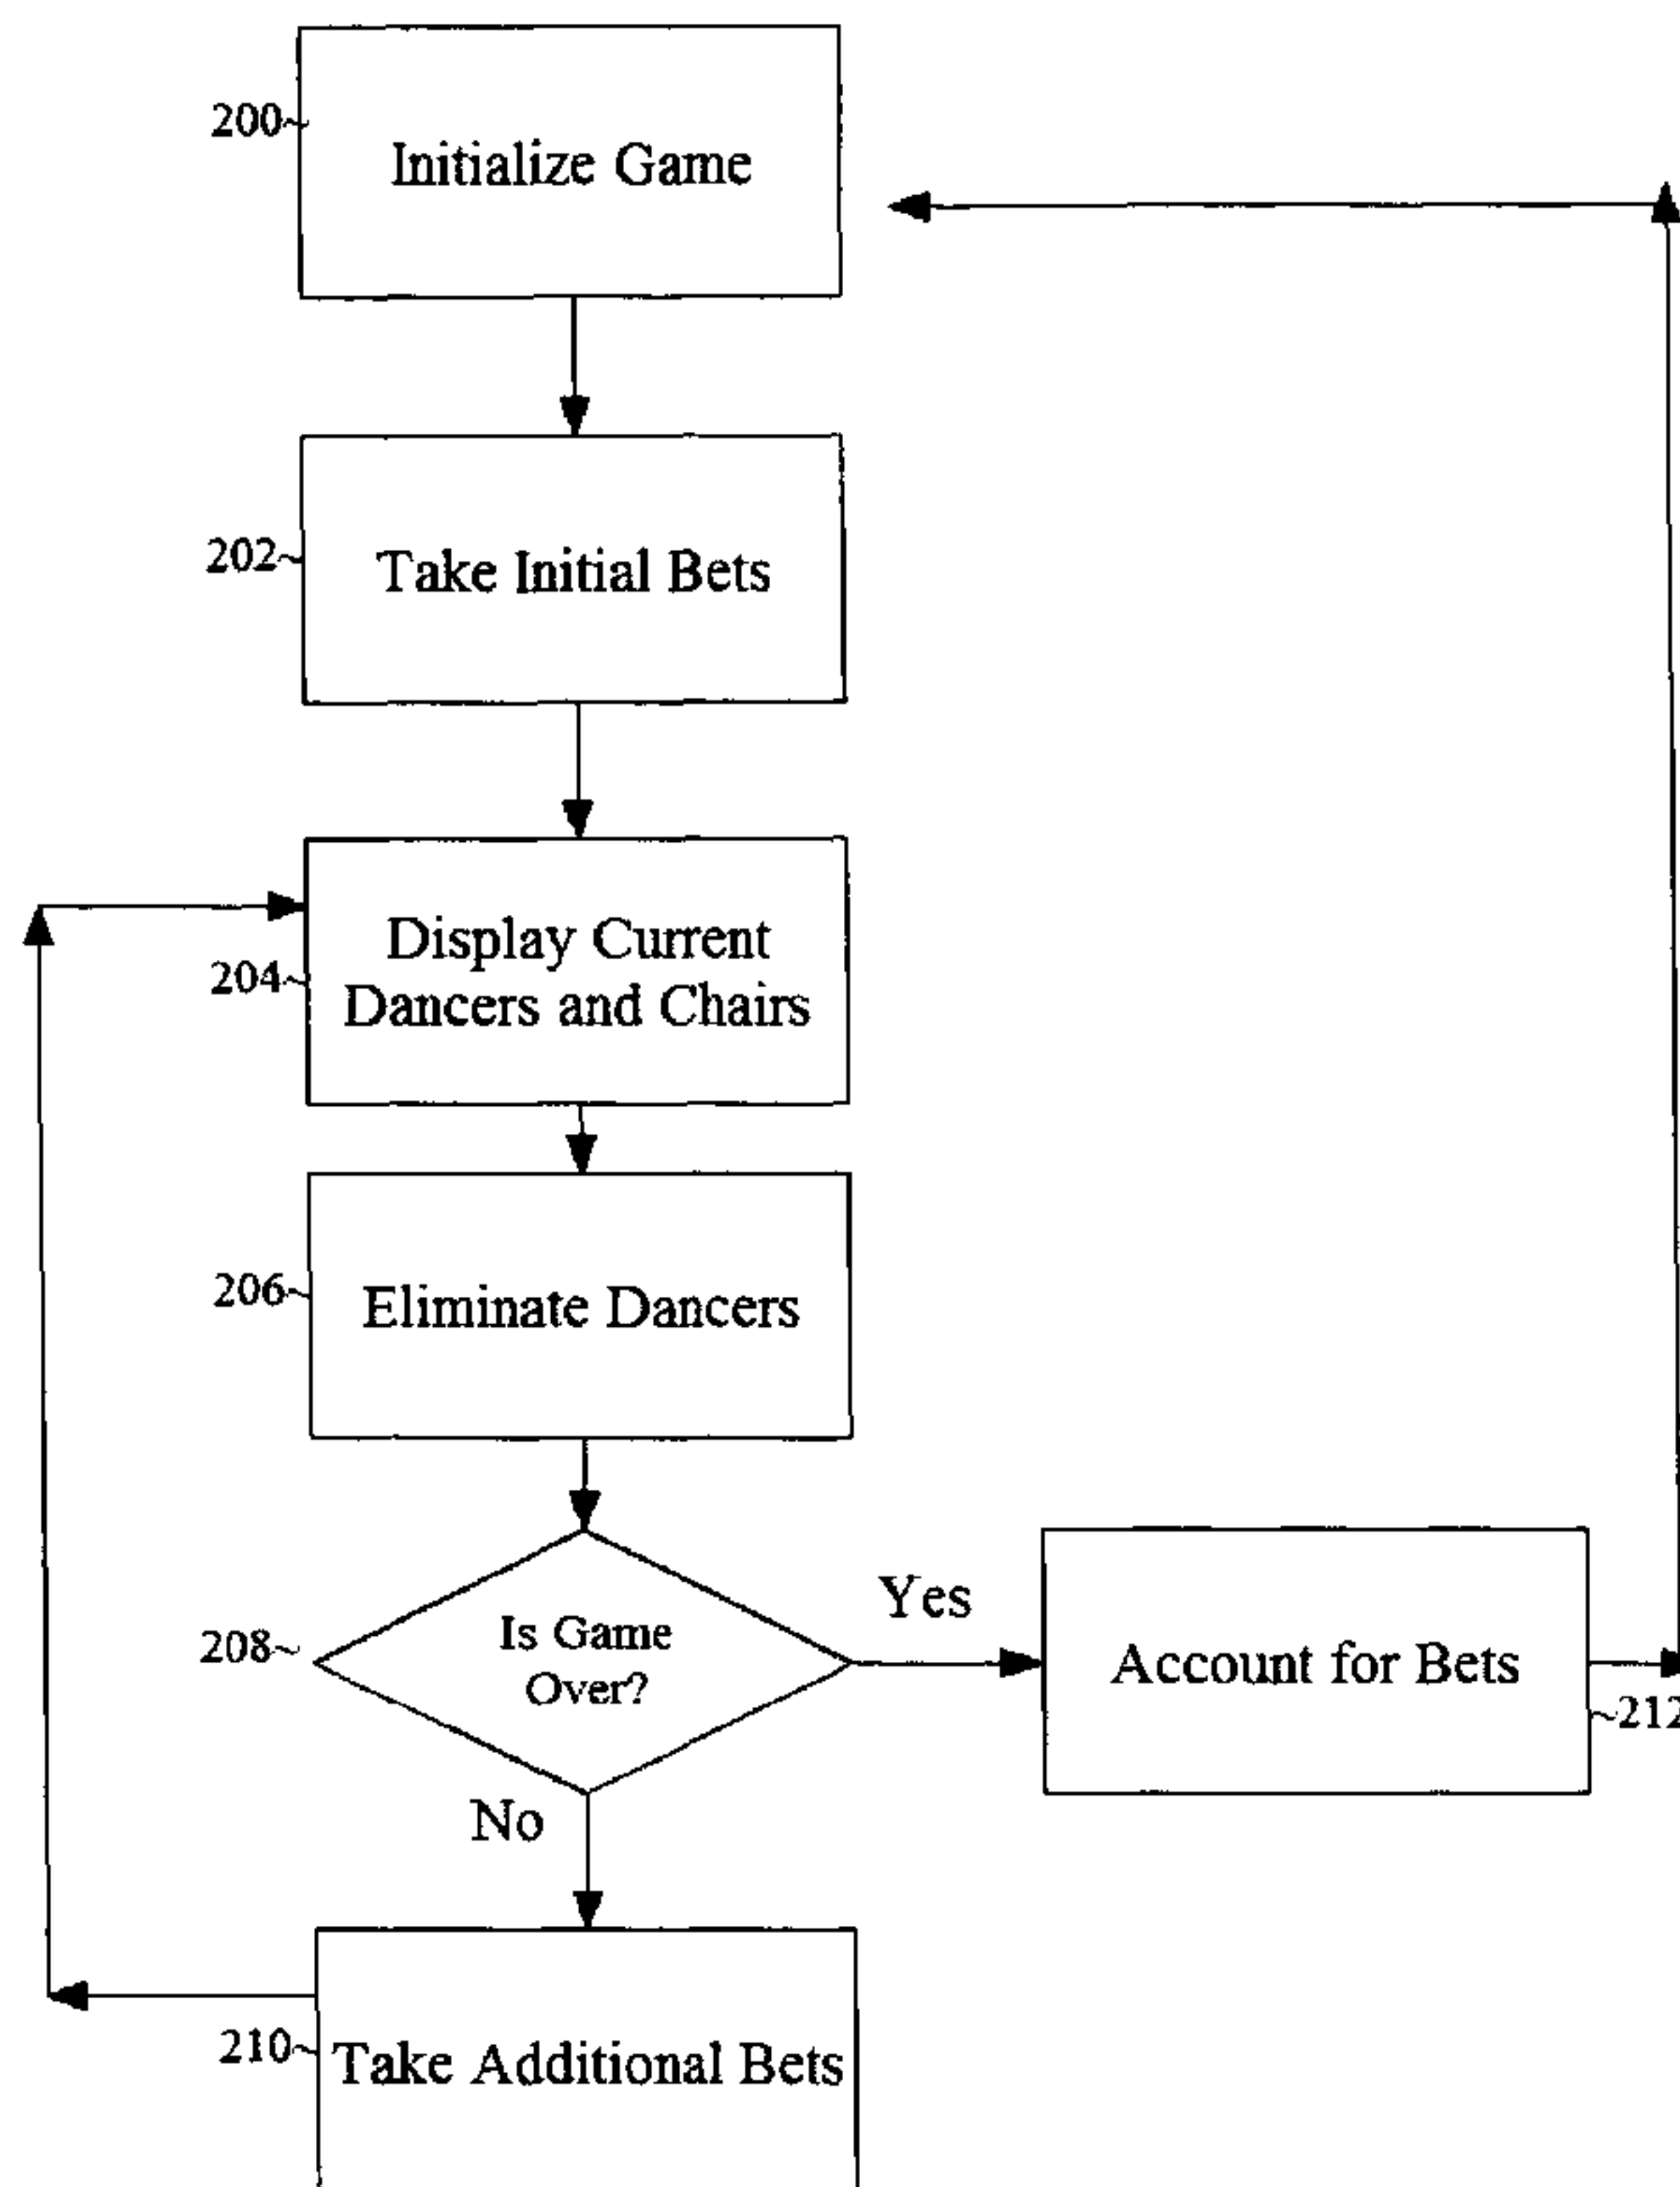 200
Initialize Game
202
Take Initial Bets
Display Current
204
Dancers and Chairs
206
Eliminate Dancers
208
Is Game
Over?
Yes
Account for Bets
212
No
210
Take Additional Bets